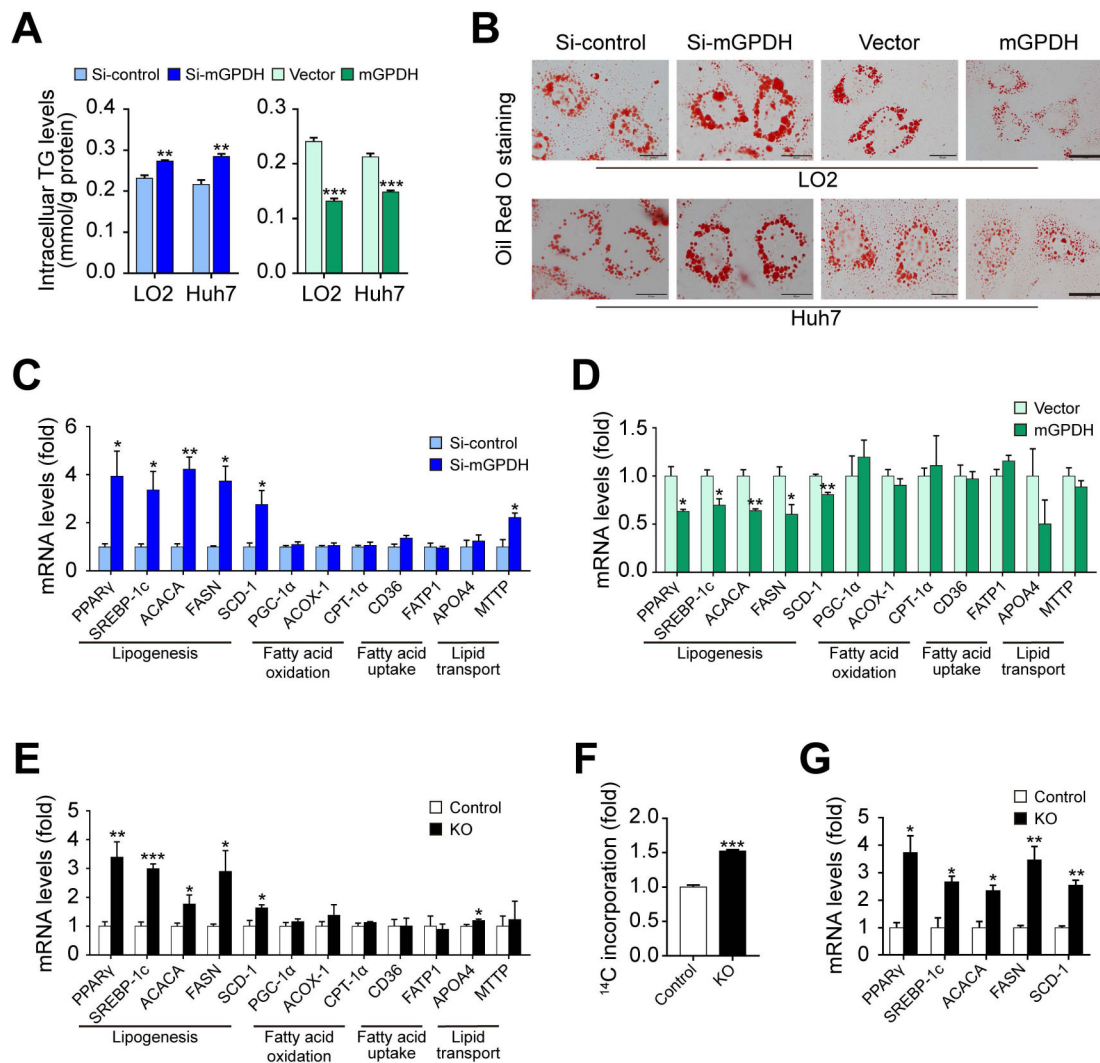 A
Si-control Si-mGPDH Vector mGPDH
Intracelluar TG levels
(mmol/g protein)
0.3
0.2
0.1
0.0
** **
LO2 Huh7
0.3
0.2
0.1
0.0
*** ***
LO2 Huh7
B
Si-control Si-mGPDH Vector mGPDH
Oil Red O staining
LO2
Huh7
C
mRNA levels (fold)
6
4
2
0
Si-control
Si-mGPDH
* * ** * * *
PPARγ SREBP-1c ACACA FASN SCD-1 PGC-1α ACOX-1 CPT-1α CD36 FATP1 APOA4 MTTP
Lipogenesis Fatty acid oxidation Fatty acid uptake Lipid transport
D
mRNA levels (fold)
1.5
1.0
0.5
0.0
Vector
mGPDH
* * ** * **
PPARγ SREBP-1c ACACA FASN SCD-1 PGC-1α ACOX-1 CPT-1α CD36 FATP1 APOA4 MTTP
Lipogenesis Fatty acid oxidation Fatty acid uptake Lipid transport
E
mRNA levels (fold)
5
4
3
2
1
0
Control
KO
** *** * * * *
PPARγ SREBP-1c ACACA FASN SCD-1 PGC-1α ACOX-1 CPT-1α CD36 FATP1 APOA4 MTTP
Lipogenesis Fatty acid oxidation Fatty acid uptake Lipid transport
F
¹⁴C incorporation (fold)
2.0
1.5
1.0
0.5
0.0
***
Control KO
G
mRNA levels (fold)
5
4
3
2
1
0
Control
KO
* * * ** **
PPARγ SREBP-1c ACACA FASN SCD-1